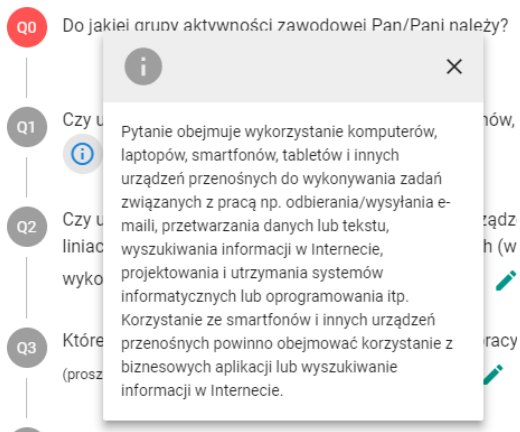 Q0 Do jakiej grupy aktywności zawodowej Pan/Pani należy?
Q1 Czy u
Pytanie obejmuje wykorzystanie komputerów,
laptopów, smartfonów, tabletów i innych
urządzeń przenośnych do wykonywania zadań
związanych z pracą np. odbierania/wysyłania e-
maili, przetwarzania danych lub tekstu,
wyszukiwania informacji w Internecie,
projektowania i utrzymania systemów
informatycznych lub oprogramowania itp.
Korzystanie ze smartfonów i innych urządzeń
przenośnych powinno obejmować korzystanie z
biznesowych aplikacji lub wyszukiwanie
informacji w Internecie.
ów,
Q2 Czy u
ządz
liniac
h (w
wyko
Q3 Które
racy
(prosz